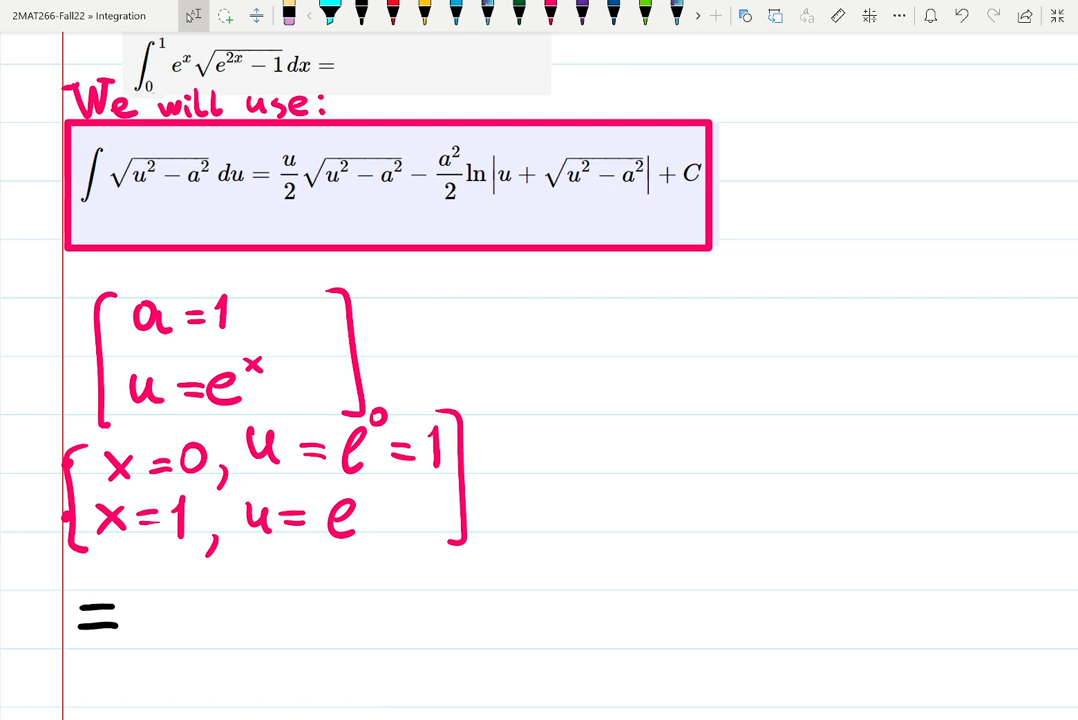 2MAT266-Fall22 » Integration
∫₀¹ eˣ √(e²ˣ − 1) dx =
We will use:
∫ √(u² − a²) du = u/2 √(u² − a²) − a²/2 ln|u + √(u² − a²)| + C
a = 1
u = eˣ
x = 0, u = e⁰ = 1
x = 1, u = e
=